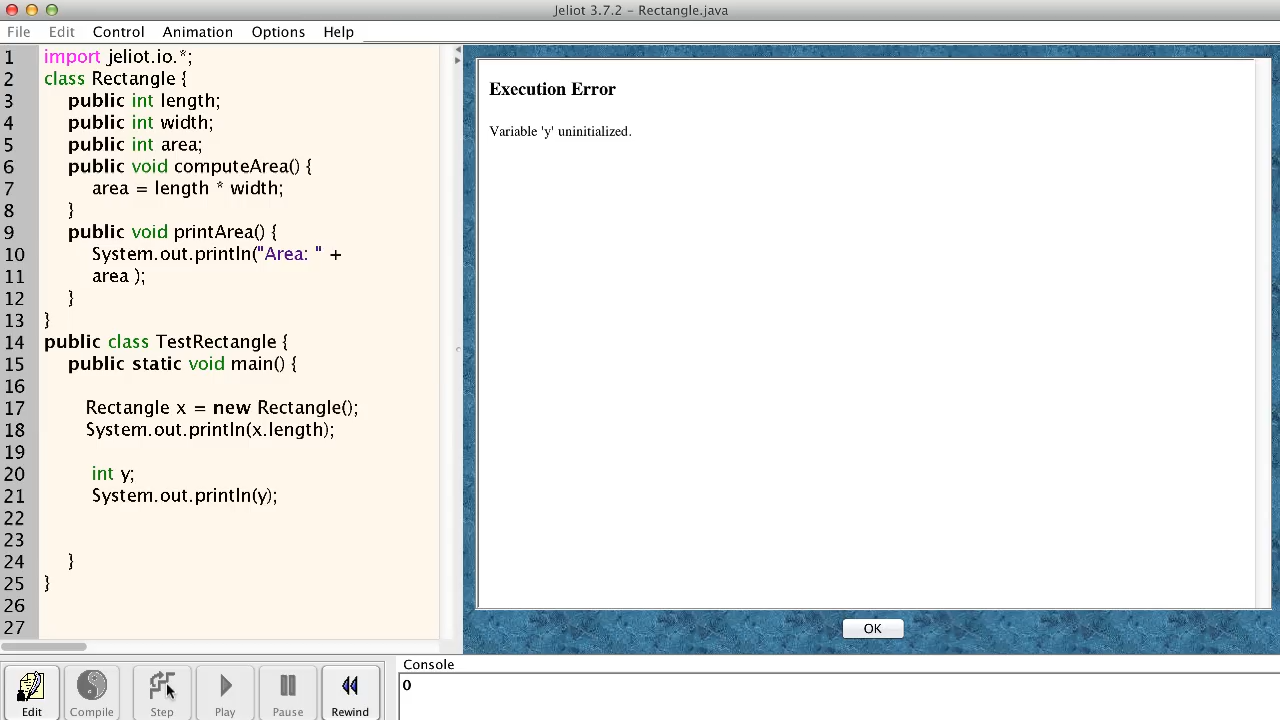 Jeliot 3.7.2 – Rectangle.java
File Edit Control Animation Options Help
1 import jeliot.io.*;
2 class Rectangle {
3 public int length;
4 public int width;
5 public int area;
6 public void computeArea() {
7 area = length * width;
8 }
9 public void printArea() {
10 System.out.println("Area: " +
11 area );
12 }
13 }
14 public class TestRectangle {
15 public static void main() {
16
17 Rectangle x = new Rectangle();
18 System.out.println(x.length);
19
20 int y;
21 System.out.println(y);
22
23
24 }
25 }
26
27
Execution Error
Variable 'y' uninitialized.
OK
Edit Compile Step Play Pause Rewind
Console
0